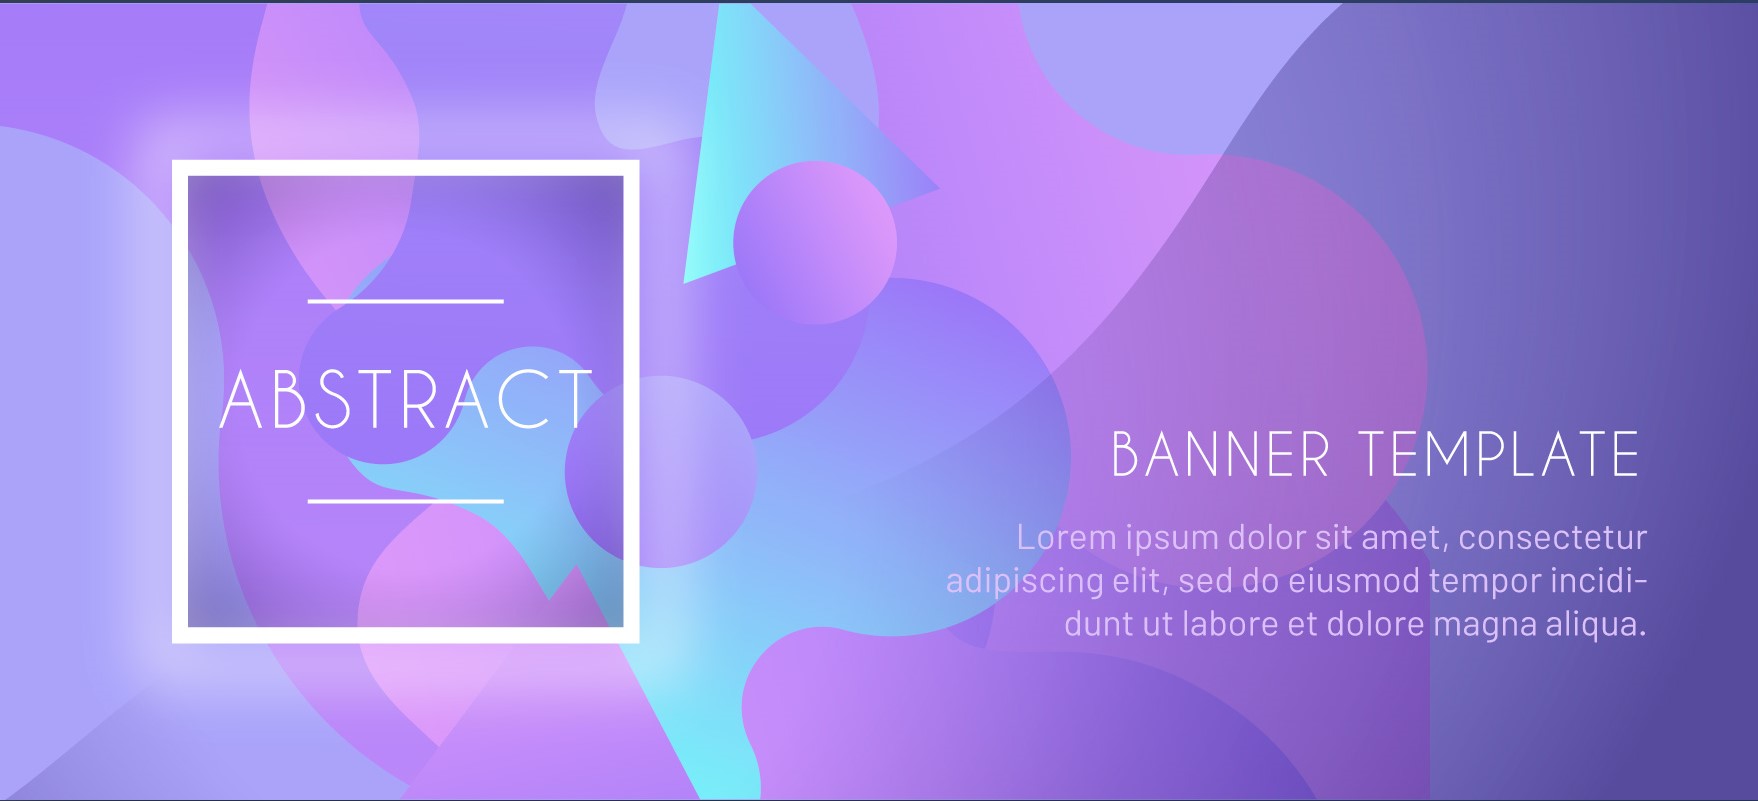 ABSTRACT
BANNER TEMPLATE
Lorem ipsum dolor sit amet, consectetur
adipiscing elit, sed do eiusmod tempor incidi-
dunt ut labore et dolore magna aliqua.